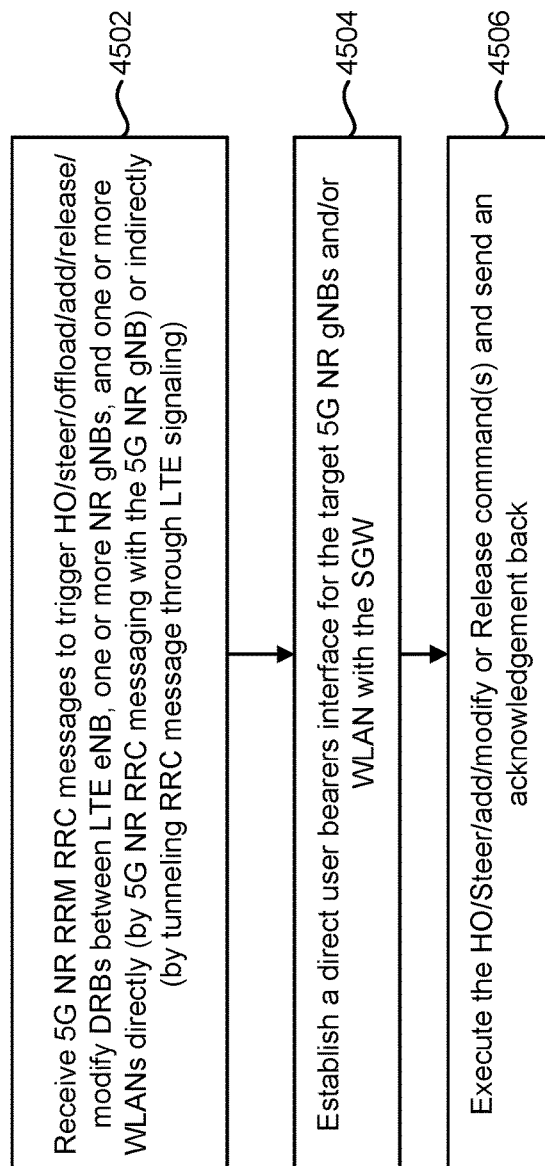 Receive 5G NR RRM RRC messages to trigger HO/steer/offload/add/release/
modify DRBs between LTE eNB, one or more NR gNBs, and one or more
WLANs directly (by 5G NR RRC messaging with the 5G NR gNB) or indirectly
(by tunneling RRC message through LTE signaling)
4502
Establish a direct user bearers interface for the target 5G NR gNBs and/or
WLAN with the SGW
4504
Execute the HO/Steer/add/modify or Release command(s) and send an
acknowledgement back
4506